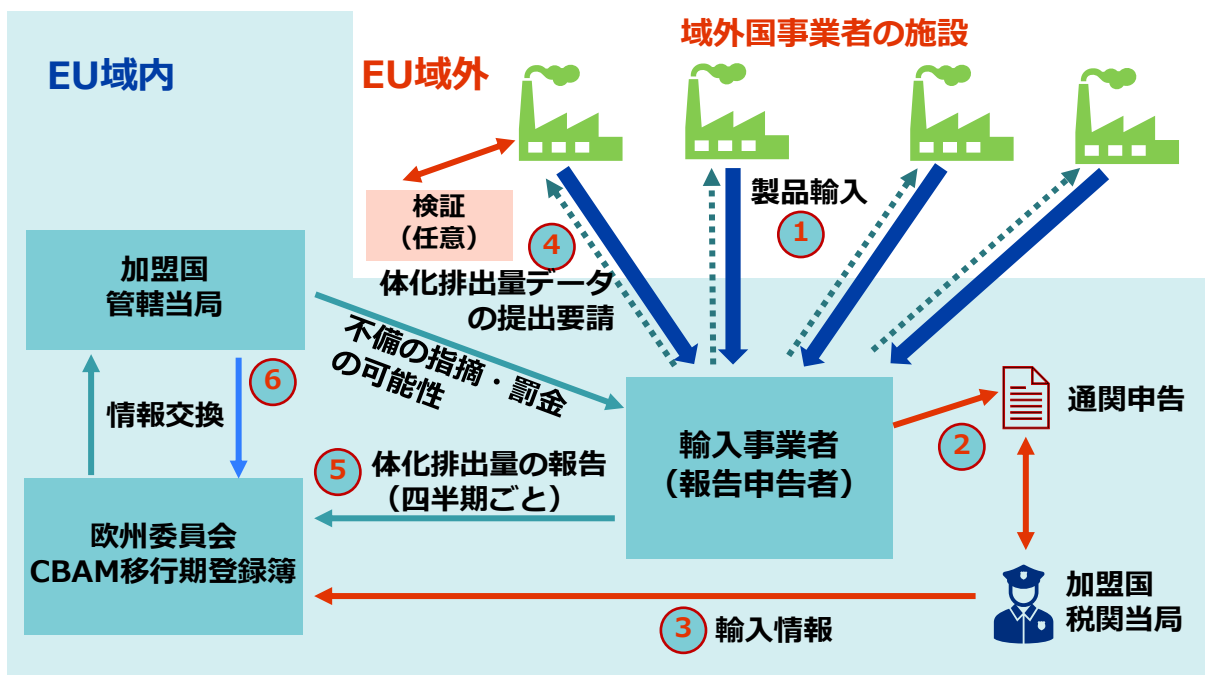 域外国事業者の施設
EU域内
EU域外
検証
（任意）
製品輸入
1
4
体化排出量データ
の提出要請
加盟国
管轄当局
不備の指摘・罰金
の可能性
6
情報交換
輸入事業者
（報告申告者）
2
通関申告
5
体化排出量の報告
（四半期ごと）
欧州委員会
CBAM移行期登録簿
加盟国
税関当局
3
輸入情報